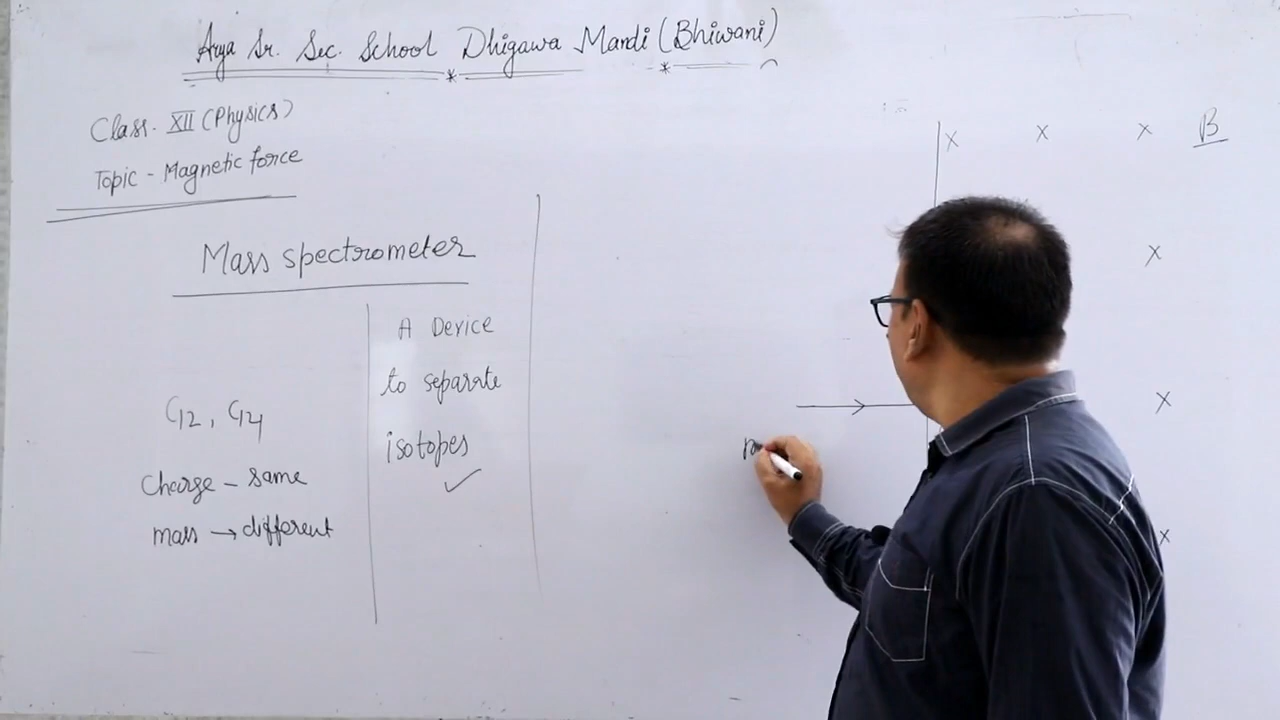 Arya Sr. Sec. School Dhigawa Mandi (Bhiwani)
Class. XII (Physics)
Topic - Magnetic force
Mass spectrometer
A Device
to separate
isotopes
C12, C14
Charge - same
mass → different
x x x B
x
x
x